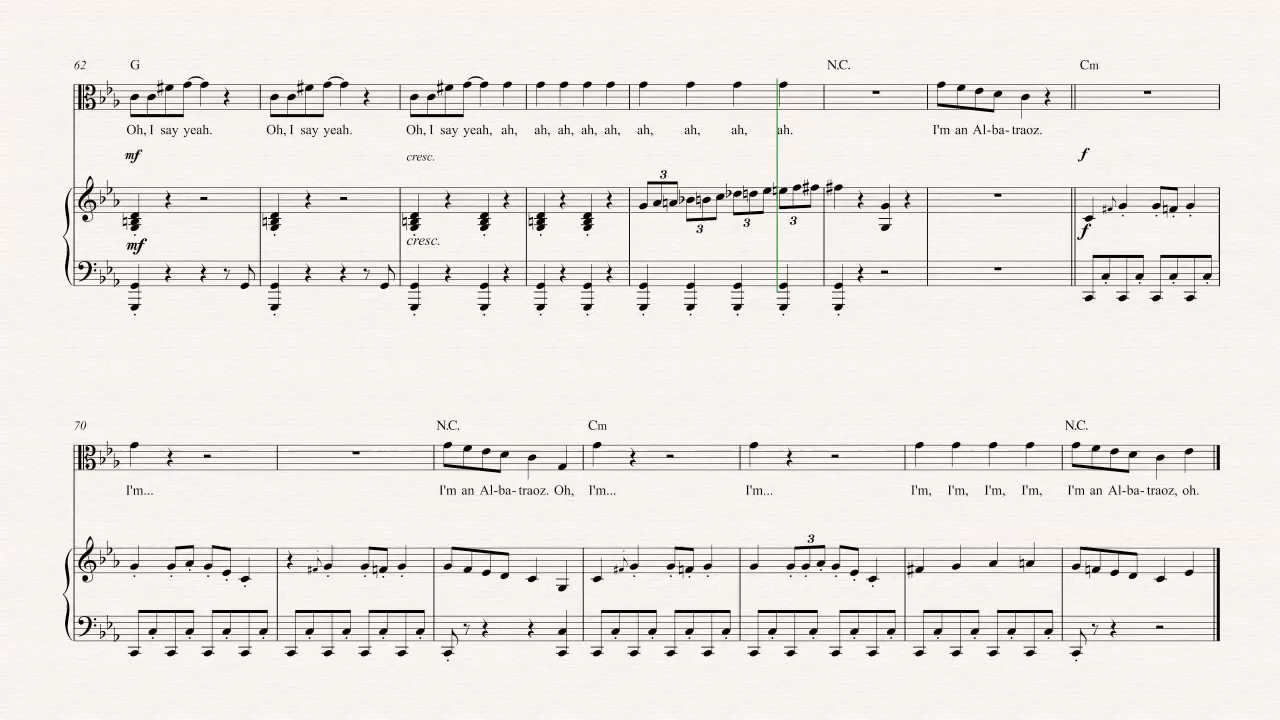 62 G N.C. Cm
Oh, I say yeah. Oh, I say yeah. Oh, I say yeah, ah, ah, ah, ah, ah, ah, ah, ah, ah. I'm an Al-ba-traoz.
mf cresc. f
3 3 3 3
mf cresc. f
70 N.C. Cm N.C.
I'm... I'm an Al-ba-traoz. Oh, I'm... I'm... I'm, I'm, I'm, I'm, I'm an Al-ba-traoz, oh.
3